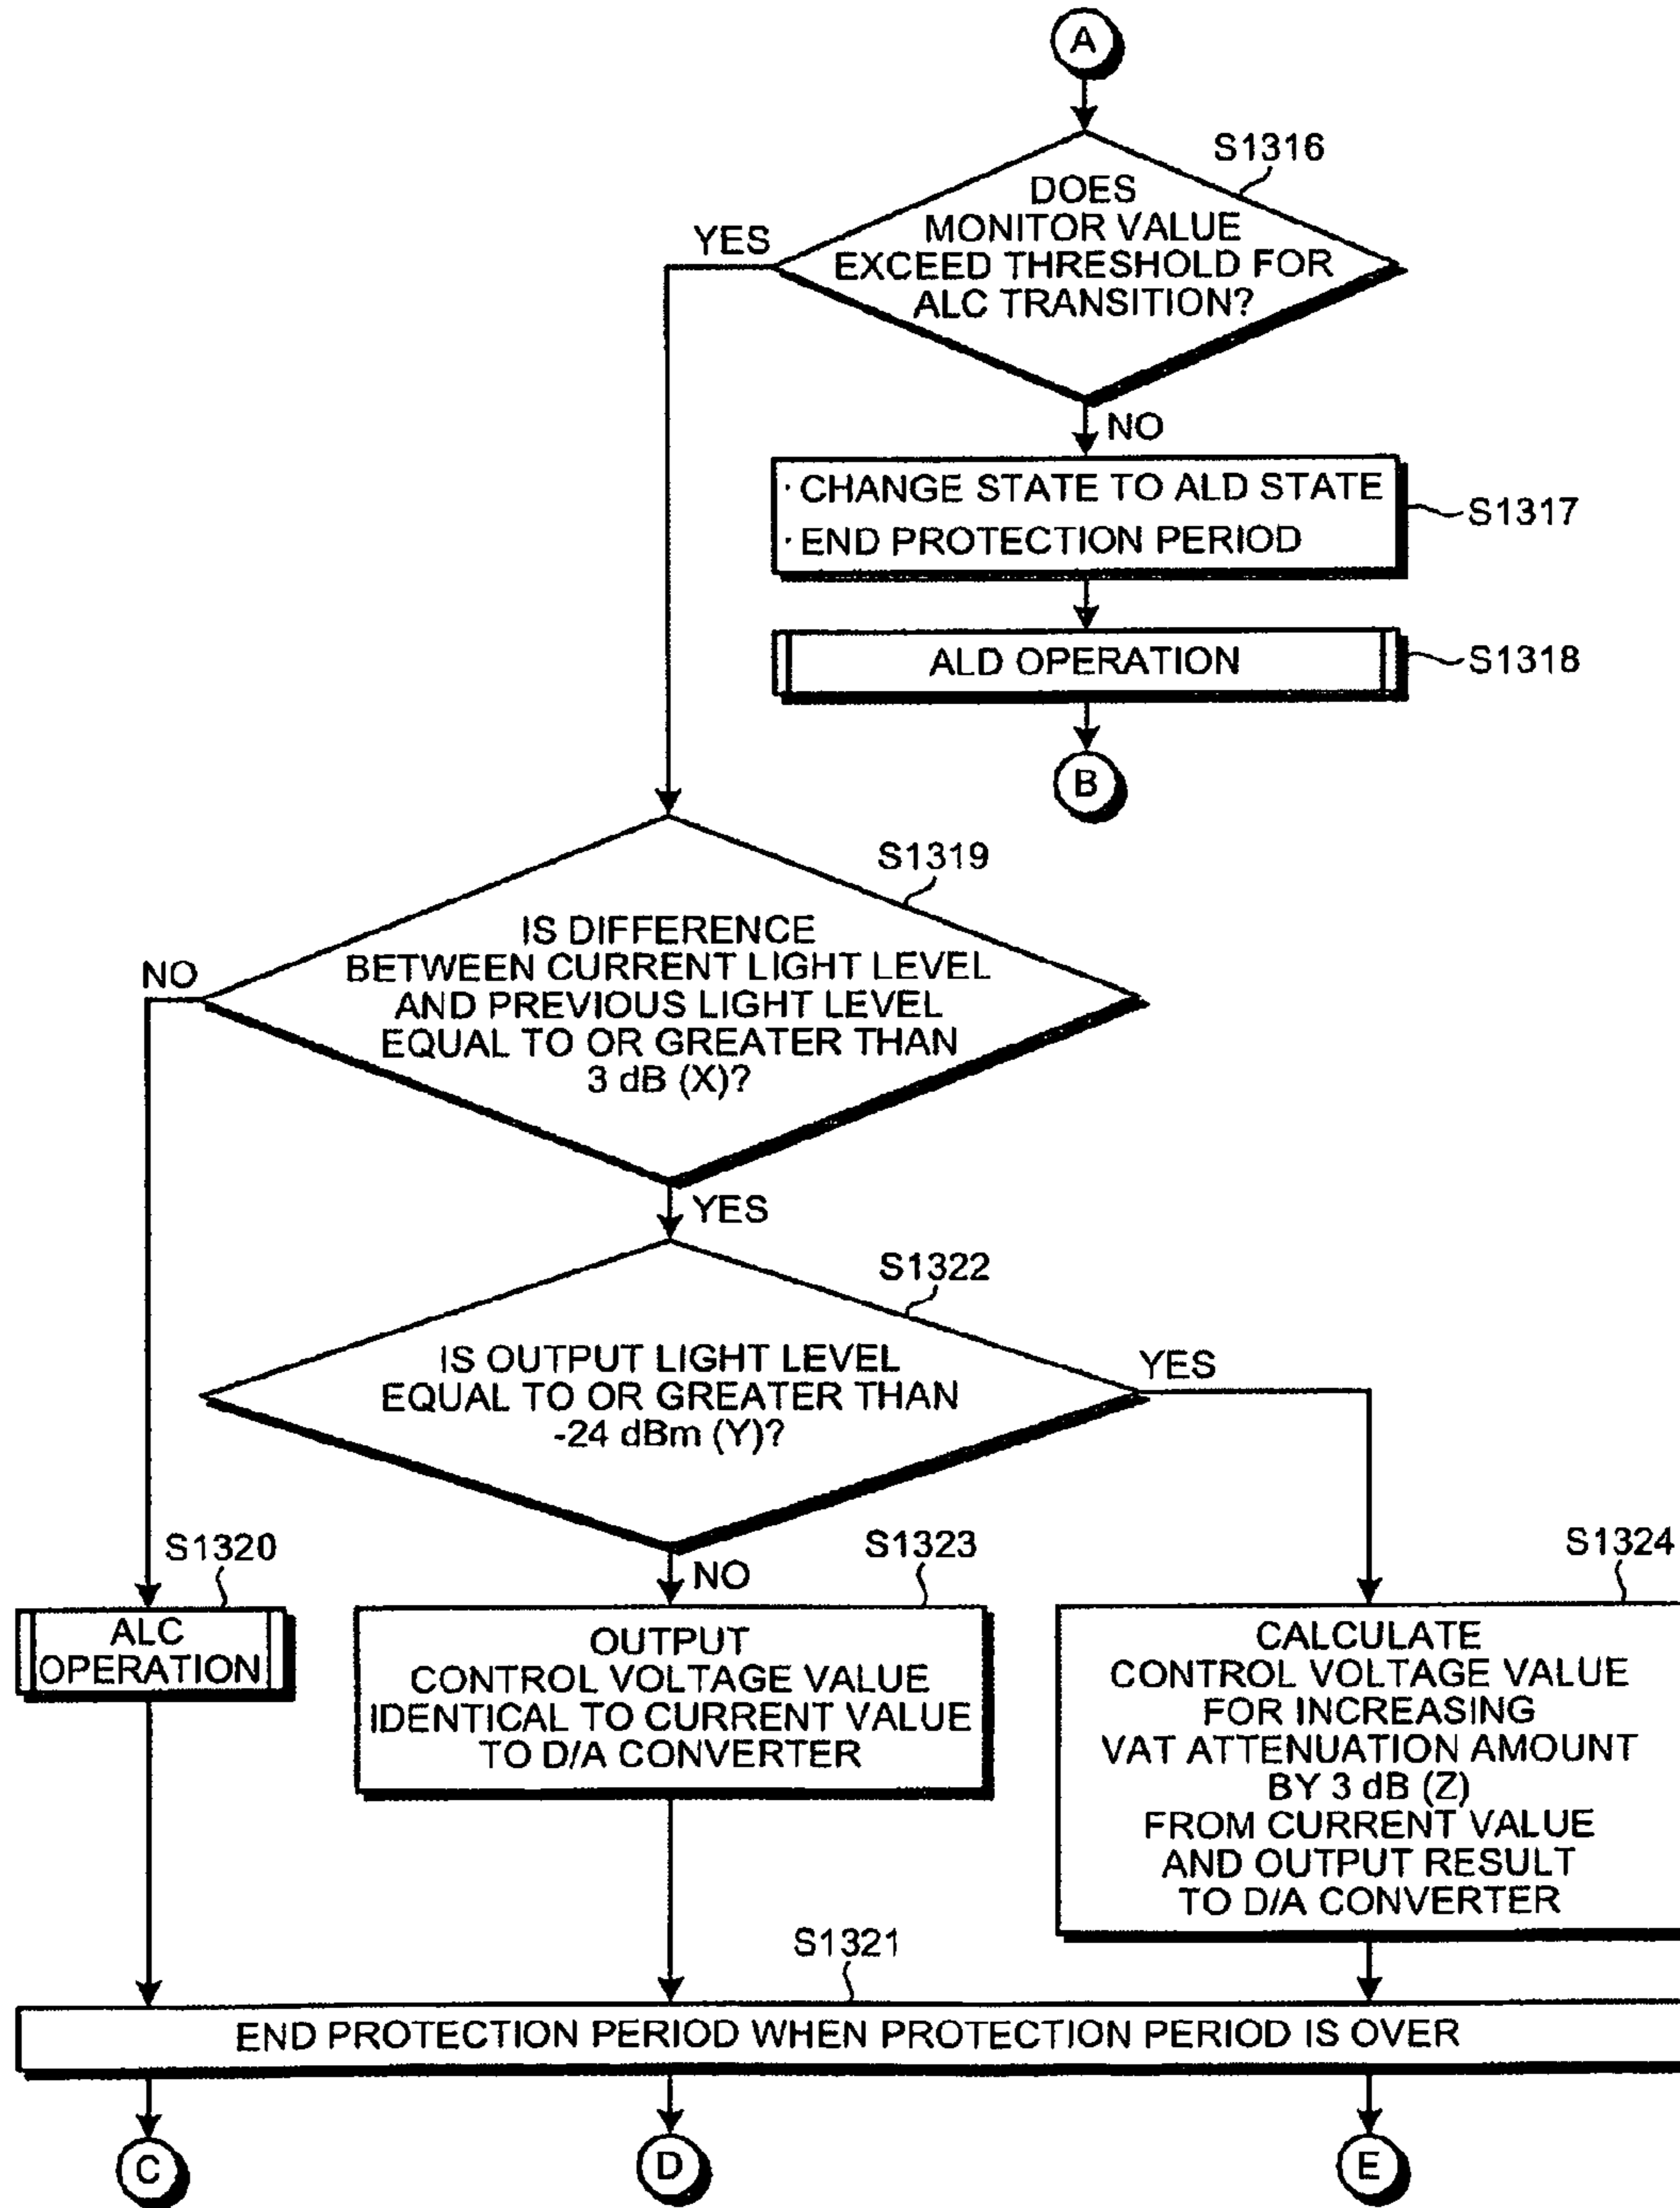 A
S1316
DOES
MONITOR VALUE
EXCEED THRESHOLD FOR
ALC TRANSITION?
YES
NO
· CHANGE STATE TO ALD STATE
· END PROTECTION PERIOD
S1317
ALD OPERATION
S1318
B
S1319
IS DIFFERENCE
BETWEEN CURRENT LIGHT LEVEL
AND PREVIOUS LIGHT LEVEL
EQUAL TO OR GREATER THAN
3 dB (X)?
NO
YES
S1322
IS OUTPUT LIGHT LEVEL
EQUAL TO OR GREATER THAN
-24 dBm (Y)?
YES
NO
S1320
ALC
OPERATION
S1323
OUTPUT
CONTROL VOLTAGE VALUE
IDENTICAL TO CURRENT VALUE
TO D/A CONVERTER
S1324
CALCULATE
CONTROL VOLTAGE VALUE
FOR INCREASING
VAT ATTENUATION AMOUNT
BY 3 dB (Z)
FROM CURRENT VALUE
AND OUTPUT RESULT
TO D/A CONVERTER
S1321
END PROTECTION PERIOD WHEN PROTECTION PERIOD IS OVER
C
D
E